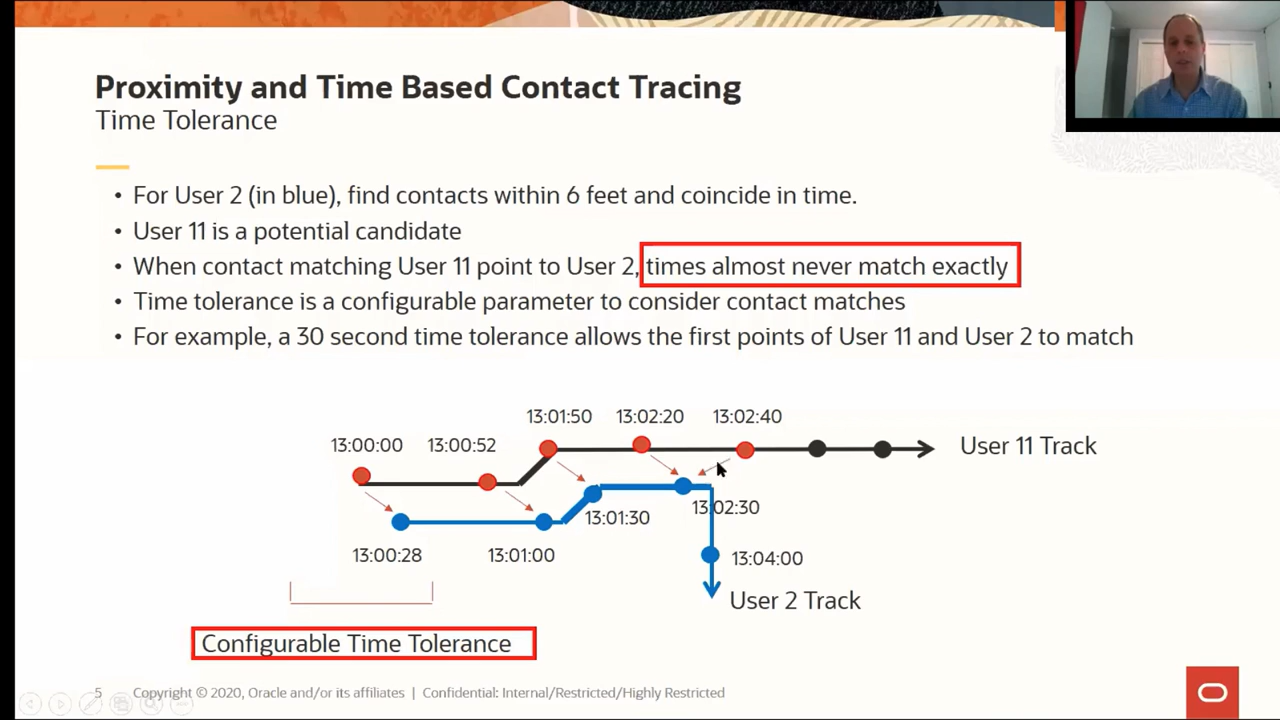 Proximity and Time Based Contact Tracing
Time Tolerance
• For User 2 (in blue), find contacts within 6 feet and coincide in time.
• User 11 is a potential candidate
• When contact matching User 11 point to User 2, times almost never match exactly
• Time tolerance is a configurable parameter to consider contact matches
• For example, a 30 second time tolerance allows the first points of User 11 and User 2 to match
13:01:50 13:02:20 13:02:40
13:00:00 13:00:52
User 11 Track
13:02:30
13:01:30
13:00:28 13:01:00
13:04:00
User 2 Track
Configurable Time Tolerance
5 Copyright © 2020, Oracle and/or its affiliates | Confidential: Internal/Restricted/Highly Restricted